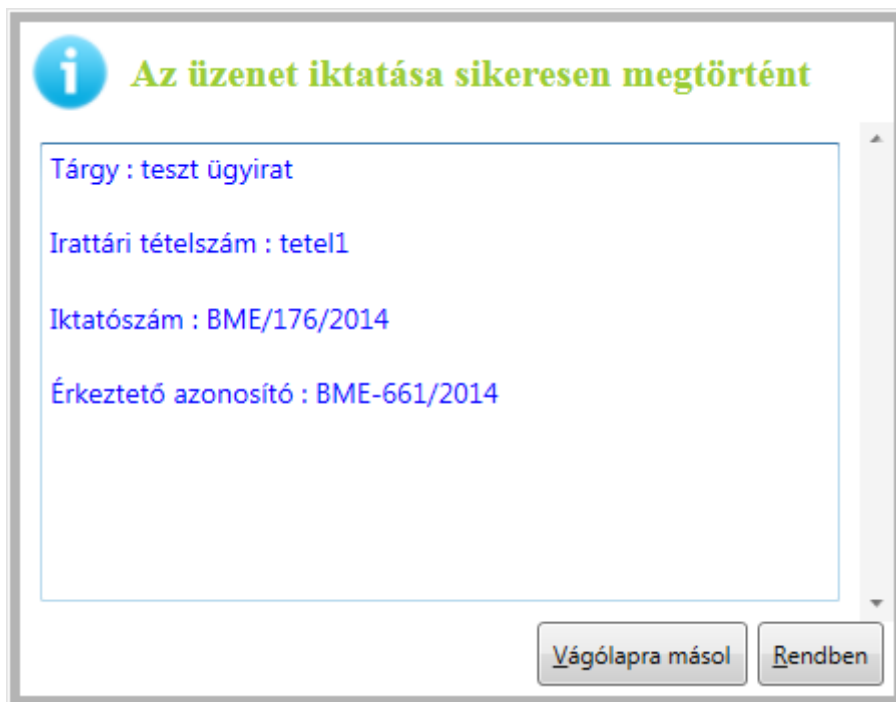 Az üzenet iktatása sikeresen megtörtént
Tárgy : teszt ügyirat
Irattári tételszám : tetel1
Iktatószám : BME/176/2014
Érkeztető azonosító : BME-661/2014
Vágólapra másol
Rendben